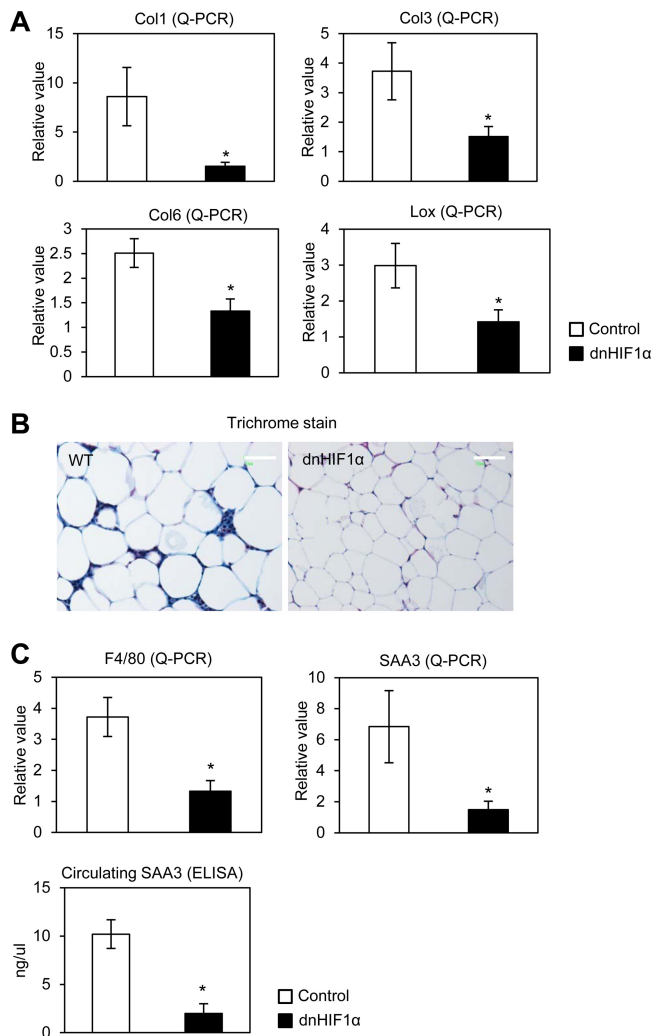 A
Col1 (Q-PCR)
Relative value
15
10
5
0
*
Col3 (Q-PCR)
Relative value
5
4
3
2
1
0
*
Col6 (Q-PCR)
Relative value
3
2.5
2
1.5
1
0.5
0
*
Lox (Q-PCR)
Relative value
4
3
2
1
0
*
Control
dnHIF1α
B
Trichrome stain
WT
dnHIF1α
C
F4/80 (Q-PCR)
Relative value
5
4
3
2
1
0
*
SAA3 (Q-PCR)
Relative value
10
8
6
4
2
0
*
Circulating SAA3 (ELISA)
ng/ul
15
10
5
0
*
Control
dnHIF1α